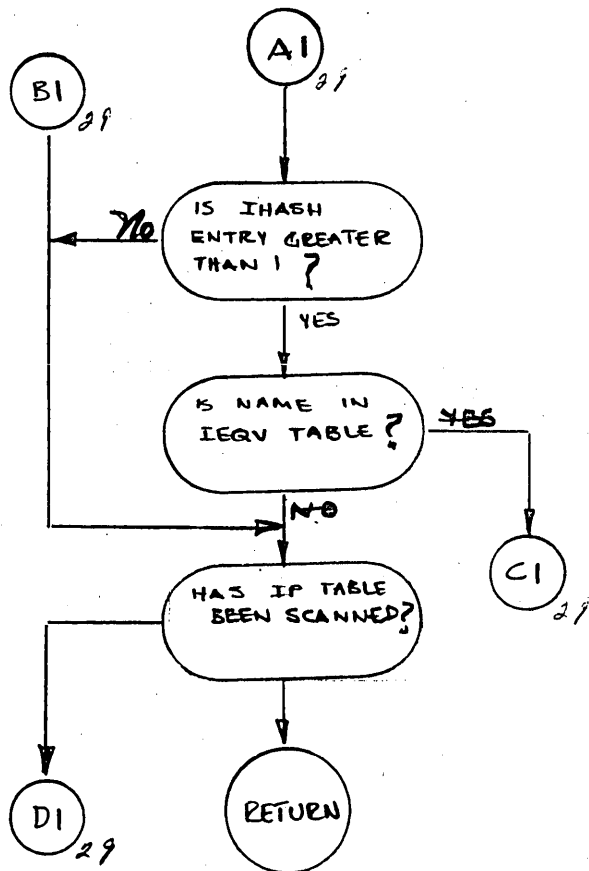 A1
29
B1
29
IS IHASH
ENTRY GREATER
THAN 1 ?
No
YES
IS NAME IN
IEQV TABLE ?
YES
NO
C1
29
HAS IP TABLE
BEEN SCANNED?
D1
29
RETURN